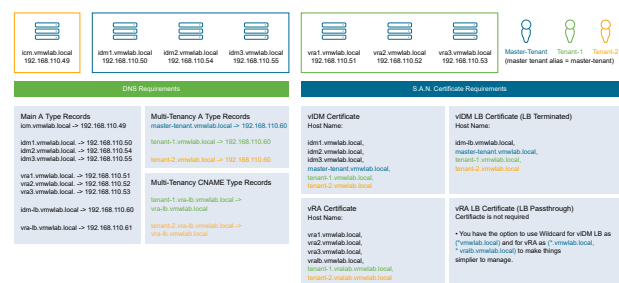 icm.vmwlab.local
192.168.110.49
idm1.vmwlab.local
192.168.110.50
idm2.vmwlab.local
192.168.110.54
idm3.vmwlab.local
192.168.110.55
vra1.vmwlab.local
192.168.110.51
vra2.vmwlab.local
192.168.110.52
vra3.vmwlab.local
192.168.110.53
Master-Tenant
Tenant-1
Tenant-2
(master tenant alias = master-tenant)
DNS Requirements
Main A Type Records
icm.vmwlab.local -> 192.168.110.49
idm1.vmwlab.local -> 192.168.110.50
idm2.vmwlab.local -> 192.168.110.54
idm3.vmwlab.local -> 192.168.110.55
vra1.vmwlab.local -> 192.168.110.51
vra2.vmwlab.local -> 192.168.110.52
vra3.vmwlab.local -> 192.168.110.53
idm-lb.vmwlab.local -> 192.168.110.60
vra-lb.vmwlab.local -> 192.168.110.61
Multi-Tenancy A Type Records
master-tenant.vmwlab.local -> 192.168.110.60
tenant-1.vmwlab.local -> 192.168.110.60
tenant-2.vmwlab.local -> 192.168.110.60
Multi-Tenancy CNAME Type Records
tenant-1.vra-lb.vmwlab.local ->
vra-lb.vmwlab.local
tenant-2.vra-lb.vmwlab.local ->
vra-lb.vmwlab.local
S.A.N. Certificate Requirements
vIDM Certificate
Host Name:
idm1.vmwlab.local,
idm2.vmwlab.local,
idm3.vmwlab.local,
master-tenant.vmwlab.local,
tenant-1.vmwlab.local,
tenant-2.vmwlab.local
vIDM LB Certificate (LB Terminated)
Host Name:
idm-lb.vmwlab.local,
master-tenant.vmwlab.local,
tenant-1.vmwlab.local,
tenant-2.vmwlab.local
vRA Certificate
Host Name:
vra1.vmwlab.local,
vra2.vmwlab.local,
vra3.vmwlab.local,
vralb.vmwlab.local,
tenant-1.vralab.vmwlab.local,
tenant-2.vralab.vmwlab.local
vRA LB Certificate (LB Passthrough)
Certifiacte is not required
• You have the option to use Wildcard for vIDM LB as
(*vmwlab.local) and for vRA as (*.vmwlab.local,
*.vralb.vmwlab.local) to make things
simplier to manage.